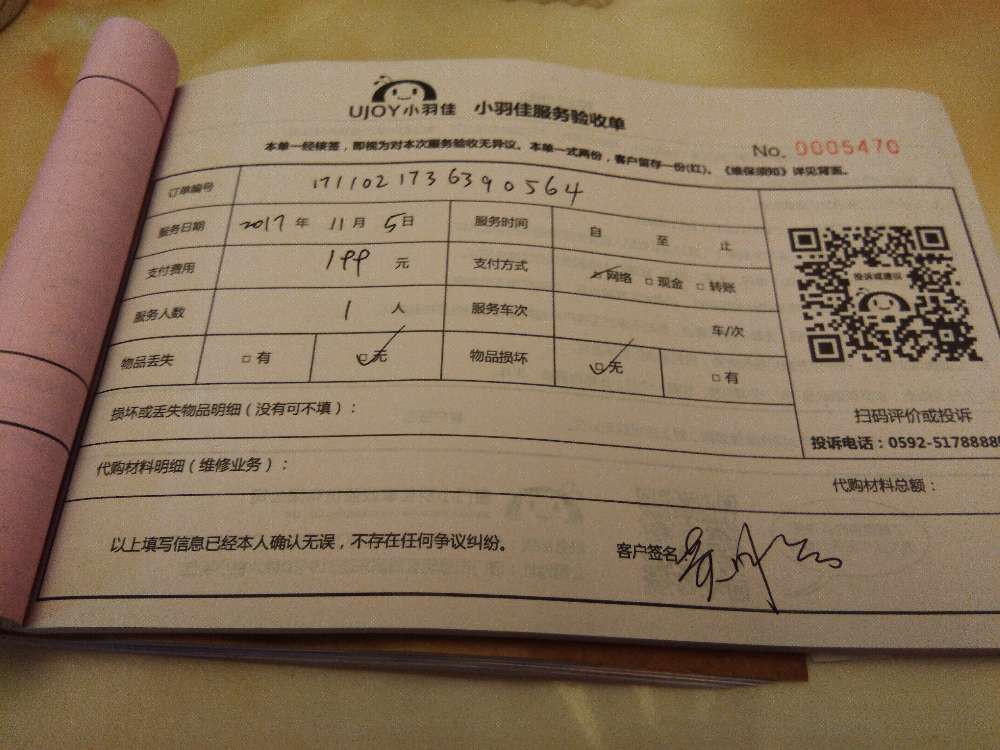 UJOY小羽佳 小羽佳服务验收单
No. 0005470
本单一经核签，即视为对本次服务验收无异议。本单一式两份，客户留存一份(红)。《维保须知》详见背面。
订单编号 1711021736390564
服务日期 2017 年 11 月 5 日 服务时间 自 至 止
支付费用 199 元 支付方式 网络 □ 现金 □ 转账
服务人数 1 人 服务车次 车/次
物品丢失 □ 有 □ 无 物品损坏 □ 无 □ 有
投诉或建议
扫码评价或投诉
投诉电话：0592-5178888
损坏或丢失物品明细（没有可不填）：
代购材料明细（维修业务）：
代购材料总额：
以上填写信息已经本人确认无误，不存在任何争议纠纷。
客户签名